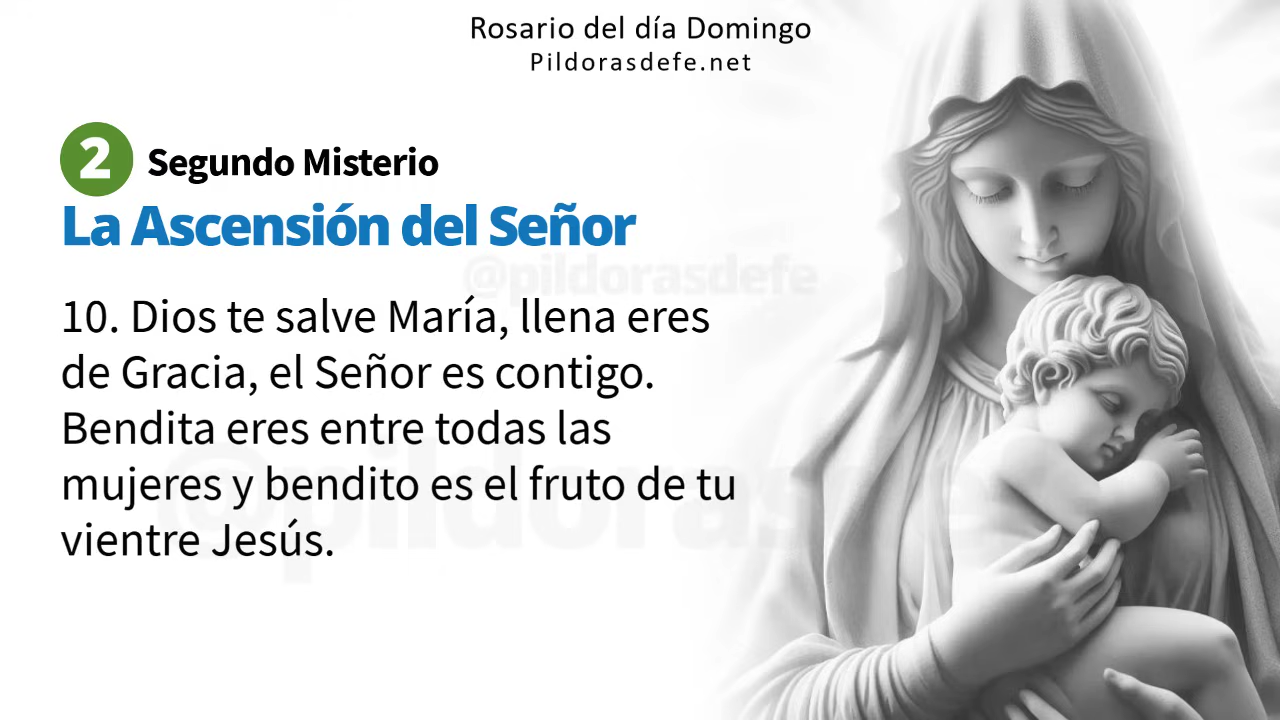 Rosario del día Domingo
Pildorasdefe.net
2 Segundo Misterio
La Ascensión del Señor
@pildorasdefe
10. Dios te salve María, llena eres
de Gracia, el Señor es contigo.
Bendita eres entre todas las
mujeres y bendito es el fruto de tu
vientre Jesús.
@pildorasdefe